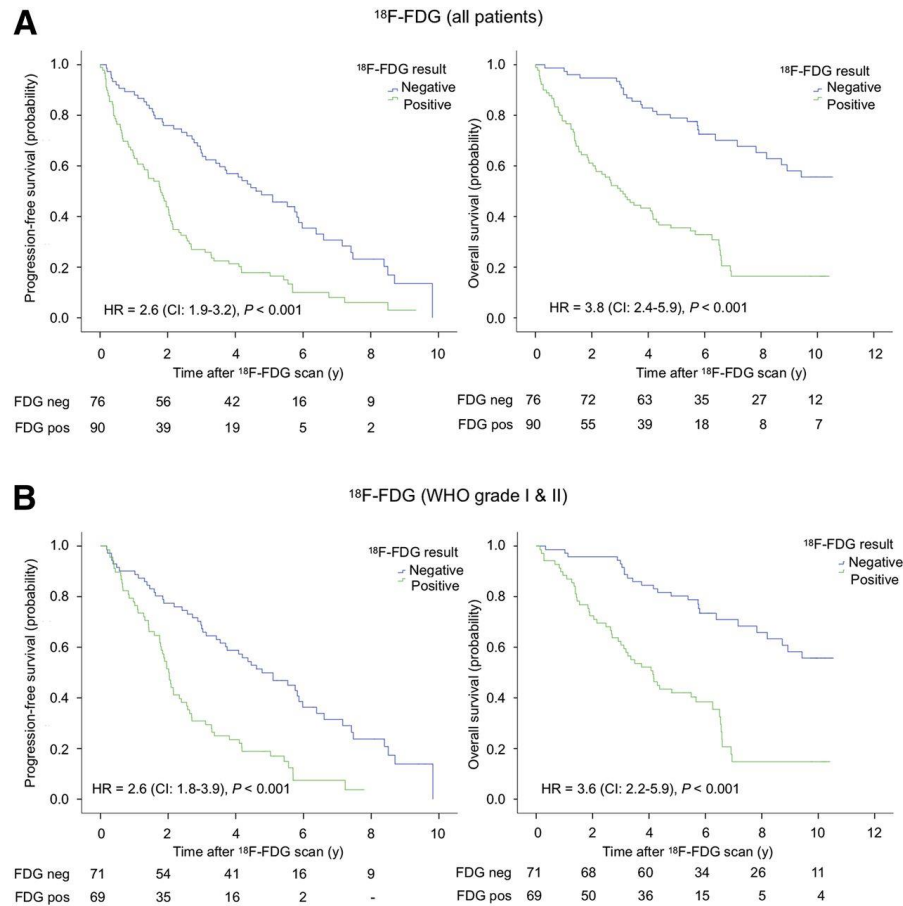 A
18F-FDG (all patients)
Progression-free survival (probability)
1.0
0.8
0.6
0.4
0.2
0.0
18F-FDG result
Negative
Positive
HR = 2.6 (CI: 1.9-3.2), P < 0.001
0 2 4 6 8 10
Time after 18F-FDG scan (y)
FDG neg 76 56 42 16 9
FDG pos 90 39 19 5 2
Overall survival (probability)
1.0
0.8
0.6
0.4
0.2
0.0
18F-FDG result
Negative
Positive
HR = 3.8 (CI: 2.4-5.9), P < 0.001
0 2 4 6 8 10 12
Time after 18F-FDG scan (y)
FDG neg 76 72 63 35 27 12
FDG pos 90 55 39 18 8 7
B
18F-FDG (WHO grade I & II)
Progression-free survival (probability)
1.0
0.8
0.6
0.4
0.2
0.0
18F-FDG result
Negative
Positive
HR = 2.6 (CI: 1.8-3.9), P < 0.001
0 2 4 6 8 10
Time after 18F-FDG scan (y)
FDG neg 71 54 41 16 9
FDG pos 69 35 16 2 -
Overall survival (probability)
1.0
0.8
0.6
0.4
0.2
0.0
18F-FDG result
Negative
Positive
HR = 3.6 (CI: 2.2-5.9), P < 0.001
0 2 4 6 8 10 12
Time after 18F-FDG scan (y)
FDG neg 71 68 60 34 26 11
FDG pos 69 50 36 15 5 4